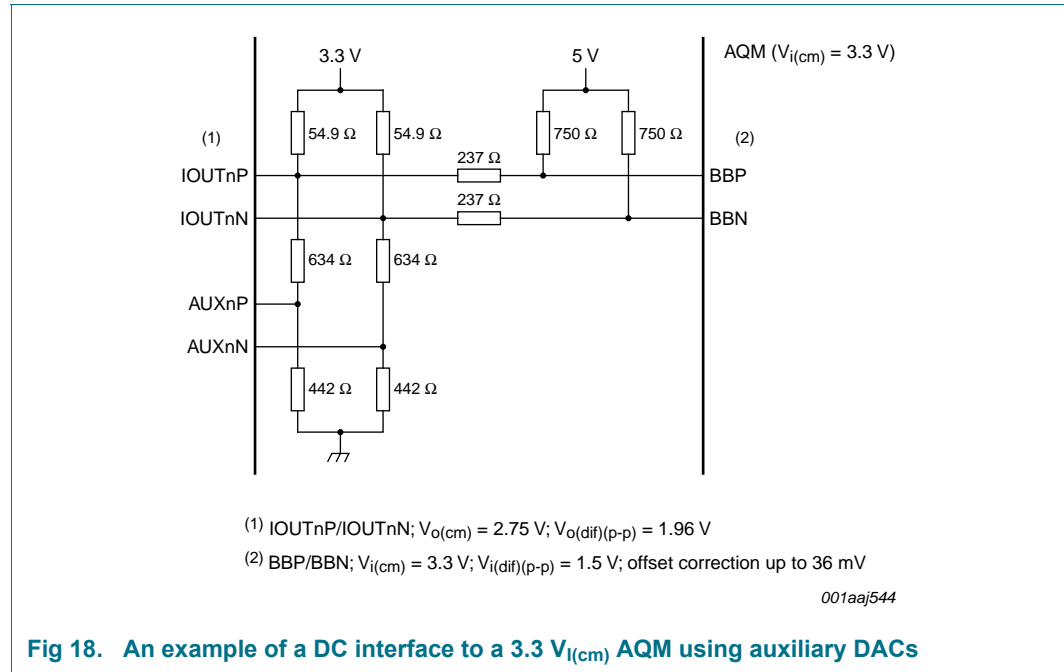 3.3 V
5 V
AQM (Vi(cm) = 3.3 V)
(1)
54.9 Ω
54.9 Ω
750 Ω
750 Ω
(2)
237 Ω
IOUTnP
BBP
237 Ω
IOUTnN
BBN
634 Ω
634 Ω
AUXnP
AUXnN
442 Ω
442 Ω
(1) IOUTnP/IOUTnN; Vo(cm) = 2.75 V; Vo(dif)(p-p) = 1.96 V
(2) BBP/BBN; Vi(cm) = 3.3 V; Vi(dif)(p-p) = 1.5 V; offset correction up to 36 mV
001aaj544
Fig 18. An example of a DC interface to a 3.3 VI(cm) AQM using auxiliary DACs